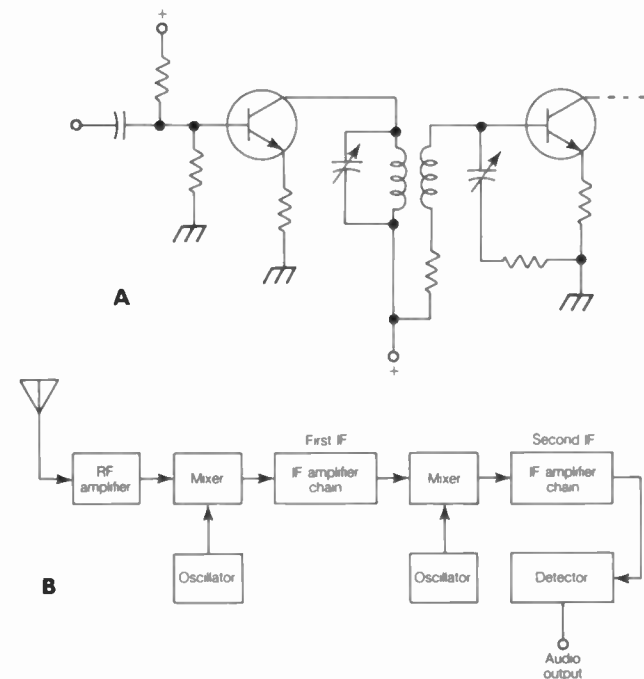 +
A
+
First IF
Second IF
RF
amplifier
Mixer
IF amplifier
chain
Mixer
IF amplifier
chain
Oscillator
Oscillator
Detector
B
Audio
output